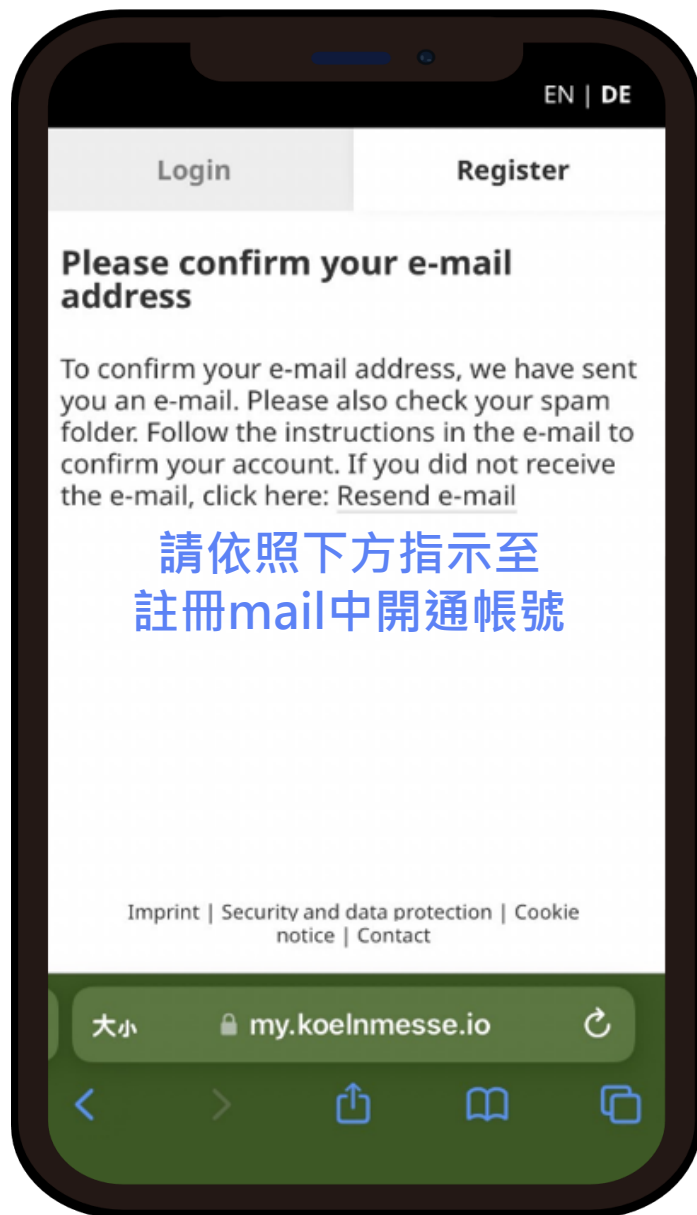 EN | DE
Login
Register
Please confirm your e-mail
address
To confirm your e-mail address, we have sent
you an e-mail. Please also check your spam
folder. Follow the instructions in the e-mail to
confirm your account. If you did not receive
the e-mail, click here: Resend e-mail
請依照下方指示至
註冊mail中開通帳號
Imprint | Security and data protection | Cookie
notice | Contact
大小 my.koelnmesse.io